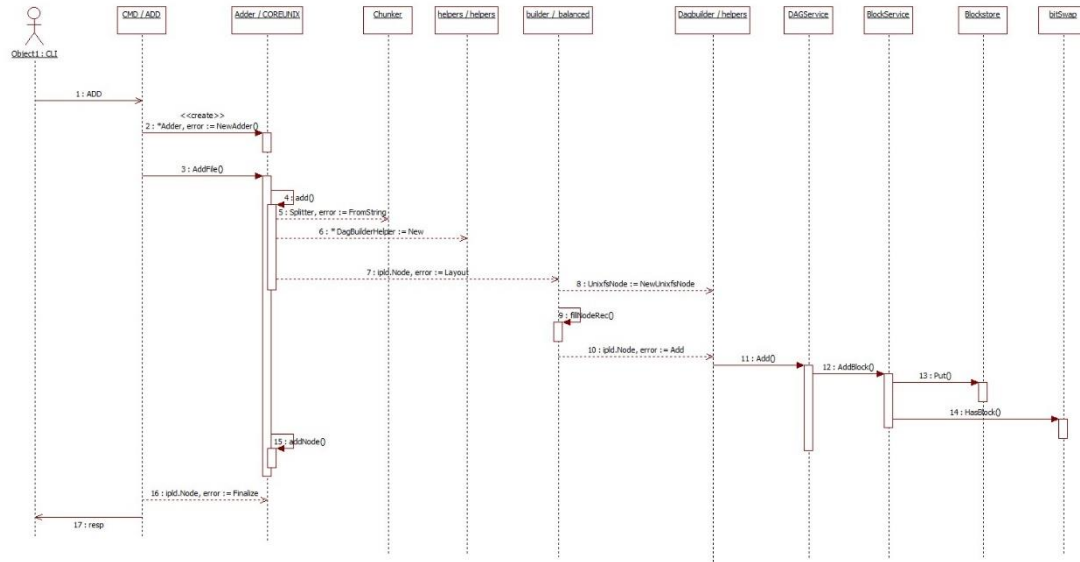 CMD / ADD
Adder / COREUNIX
Chunker
helpers / helpers
builder / balanced
Dagbuilder / helpers
DAGService
BlockService
Blockstore
bitSwap
Object1 : CLI
1 : ADD
<<create>>
2 : *Adder, error := NewAdder()
3 : AddFile()
4 : add()
5 : Splitter, error := FromString
6 : * DagBuilderHelper := New
7 : ipld.Node, error := Layout
8 : UnixfsNode := NewUnixfsNode
9 : fillNodeRec()
10 : ipld.Node, error := Add
11 : Add()
12 : AddBlock()
13 : Put()
14 : HasBlock()
15 : addNode()
16 : ipld.Node, error := Finalize
17 : resp